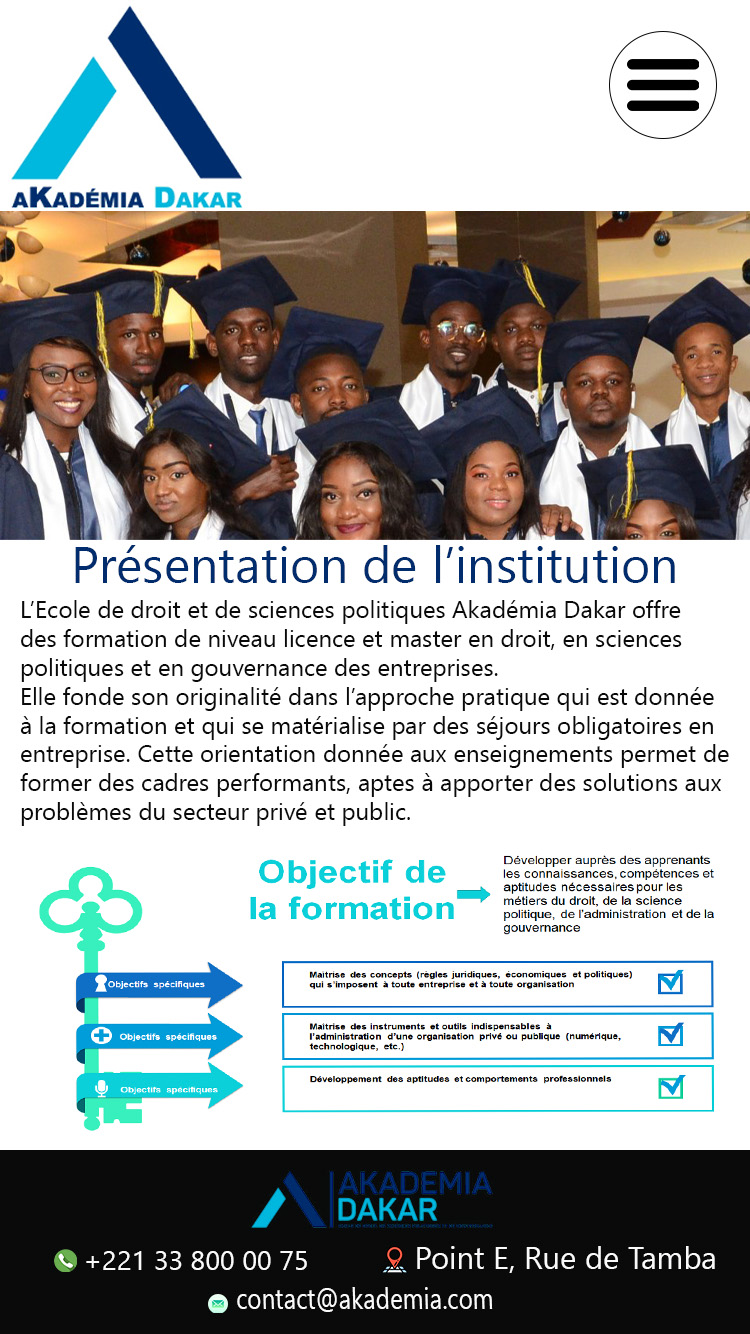 AKADÉMIA DAKAR
Présentation de l’institution
L’Ecole de droit et de sciences politiques Akadémia Dakar offre
des formation de niveau licence et master en droit, en sciences
politiques et en gouvernance des entreprises.
Elle fonde son originalité dans l’approche pratique qui est donnée
à la formation et qui se matérialise par des séjours obligatoires en
entreprise. Cette orientation donnée aux enseignements permet de
former des cadres performants, aptes à apporter des solutions aux
problèmes du secteur privé et public.
Objectif de
la formation
Développer auprès des apprenants
les connaissances, compétences et
aptitudes nécessaires pour les
métiers du droit, de la science
politique, de l’administration et de la
gouvernance
Objectifs spécifiques
Maitrise des concepts (règles juridiques, économiques et politiques)
qui s’imposent à toute entreprise et à toute organisation
Objectifs spécifiques
Maitrise des instruments et outils indispensables à
l’administration d’une organisation privé ou publique (numérique,
technologique, etc.)
Objectifs spécifiques
Développement des aptitudes et comportements professionnels
AKADEMIA
DAKAR
+221 33 800 00 75
Point E, Rue de Tamba
contact@akademia.com